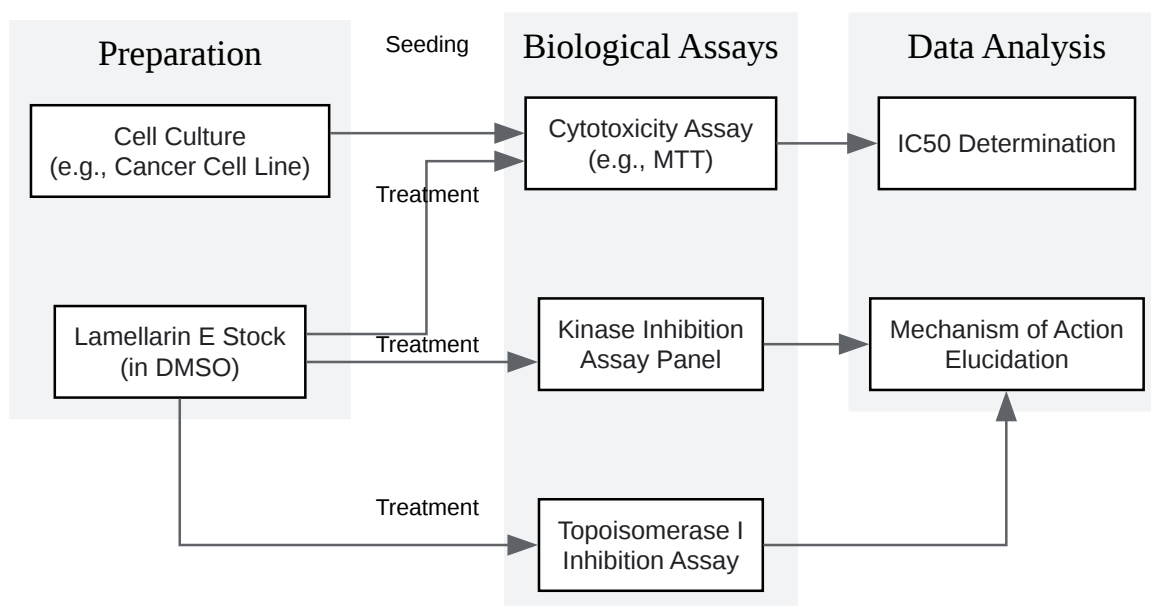 Preparation
Seeding
Biological Assays
Data Analysis
Cell Culture
(e.g., Cancer Cell Line)
Cytotoxicity Assay
(e.g., MTT)
IC50 Determination
Treatment
Lamellarin E Stock
(in DMSO)
Treatment
Kinase Inhibition
Assay Panel
Mechanism of Action
Elucidation
Treatment
Topoisomerase I
Inhibition Assay